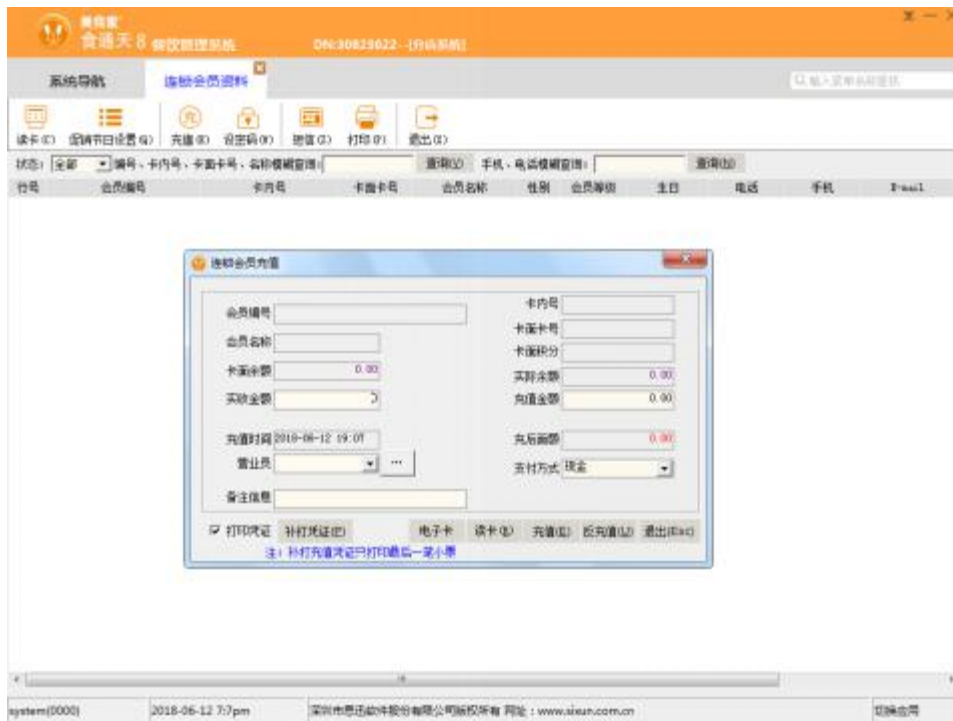 食通天 8 餐饮管理系统 DN:30829822--[分店系统]
系统导航 连锁会员资料
读卡(C) 促销节日设置(G) 充值(R) 设密码(W) 短信(Z) 打印(P) 退出(X)
状态: 全部 编号、卡内号、卡面卡号、名称模糊查询: 查询(V) 手机、电话模糊查询: 查询(W)
行号 会员编号 卡内号 卡面卡号 会员名称 性别 会员等级 生日 电话 手机 E-mail
连锁会员充值
会员编号 卡内号
卡面卡号
会员名称 卡面积分
卡面余额 0.00 实际余额 0.00
实收金额 充值金额 0.00
充值时间 2018-06-12 19:07 充后面额 0.00
营业员 ... 支付方式 现金
备注信息
打印凭证 补打凭证(P) 电子卡 读卡(R) 充值(E) 反充值(U) 退出(Esc)
注: 补打充值凭证只打印最后一笔小票
system(0000) 2018-06-12 7:7pm 深圳市思迅软件股份有限公司版权所有 网址:www.sixun.com.cn 切换应用